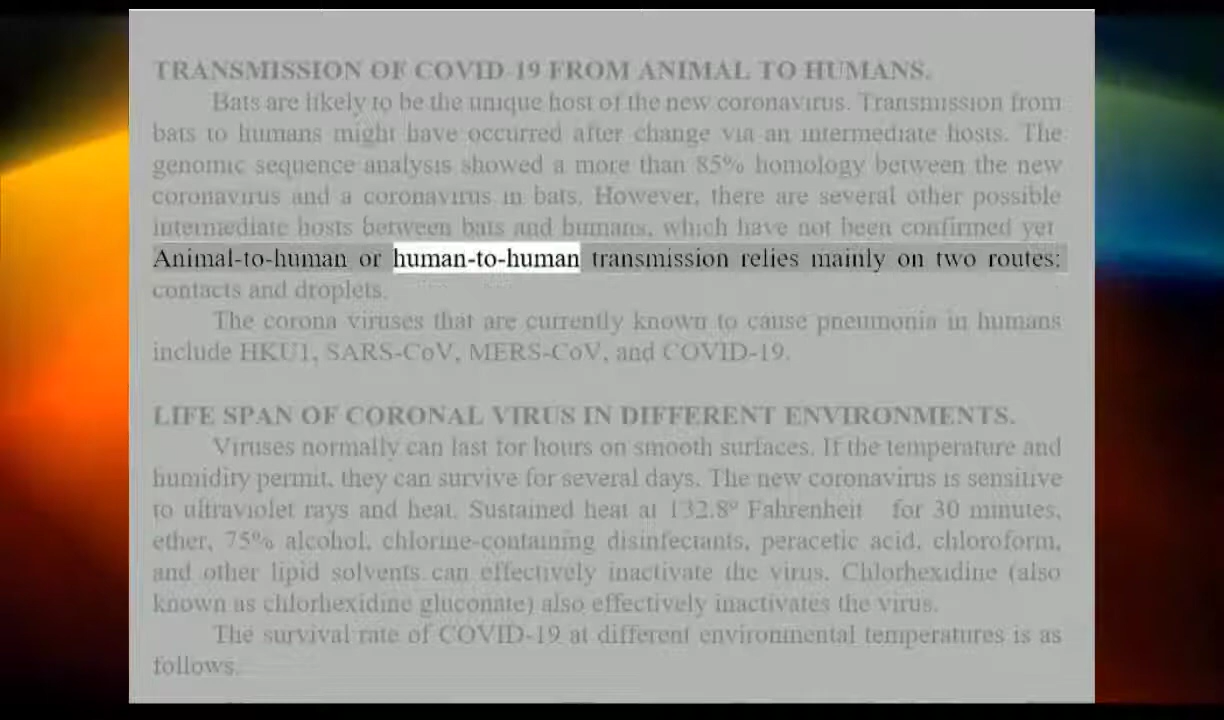 TRANSMISSION OF COVID-19 FROM ANIMAL TO HUMANS.
Bats are likely to be the unique host of the new coronavirus. Transmission from
bats to humans might have occurred after change via an intermediate hosts. The
genomic sequence analysis showed a more than 85% homology between the new
coronavirus and a coronavirus in bats. However, there are several other possible
intermediate hosts between bats and humans, which have not been confirmed yet.
Animal-to-human or human-to-human transmission relies mainly on two routes:
contacts and droplets.
The corona viruses that are currently known to cause pneumonia in humans
include HKU1, SARS-CoV, MERS-CoV, and COVID-19.
LIFE SPAN OF CORONAL VIRUS IN DIFFERENT ENVIRONMENTS.
Viruses normally can last for hours on smooth surfaces. If the temperature and
humidity permit, they can survive for several days. The new coronavirus is sensitive
to ultraviolet rays and heat. Sustained heat at 132.8º Fahrenheit for 30 minutes,
ether, 75% alcohol, chlorine-containing disinfectants, peracetic acid, chloroform,
and other lipid solvents can effectively inactivate the virus. Chlorhexidine (also
known as chlorhexidine gluconate) also effectively inactivates the virus.
The survival rate of COVID-19 at different environmental temperatures is as
follows.